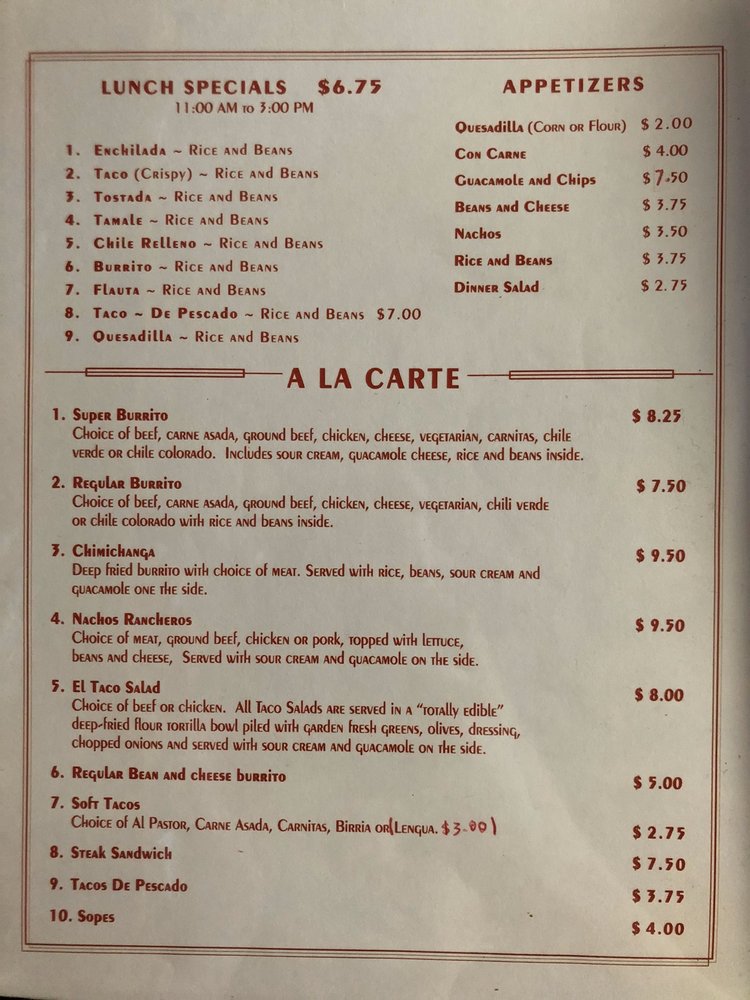 LUNCH SPECIALS $6.75
11:00 AM TO 3:00 PM
1. Enchilada ~ Rice and Beans
2. Taco (Crispy) ~ Rice and Beans
3. Tostada ~ Rice and Beans
4. Tamale ~ Rice and Beans
5. Chile Relleno ~ Rice and Beans
6. Burrito ~ Rice and Beans
7. Flauta ~ Rice and Beans
8. Taco ~ De Pescado ~ Rice and Beans $7.00
9. Quesadilla ~ Rice and Beans
APPETIZERS
Quesadilla (Corn or Flour) $ 2.00
Con Carne $ 4.00
Guacamole and Chips $ 7.50
Beans and Cheese $ 3.75
Nachos $ 3.50
Rice and Beans $ 3.75
Dinner Salad $ 2.75
A LA CARTE
1. Super Burrito $ 8.25
Choice of beef, carne asada, ground beef, chicken, cheese, vegetarian, carnitas, chile
verde or chile colorado. Includes sour cream, guacamole cheese, rice and beans inside.
2. Regular Burrito $ 7.50
Choice of beef, carne asada, ground beef, chicken, cheese, vegetarian, chili verde
or chile colorado with rice and beans inside.
3. Chimichanga $ 9.50
Deep fried burrito with choice of meat. Served with rice, beans, sour cream and
guacamole one the side.
4. Nachos Rancheros $ 9.50
Choice of meat, ground beef, chicken or pork, topped with lettuce,
beans and cheese, Served with sour cream and guacamole on the side.
5. El Taco Salad $ 8.00
Choice of beef or chicken. All Taco Salads are served in a "totally edible"
deep-fried flour tortilla bowl piled with garden fresh greens, olives, dressing,
chopped onions and served with sour cream and guacamole on the side.
6. Regular Bean and cheese burrito $ 5.00
7. Soft Tacos
Choice of Al Pastor, Carne Asada, Carnitas, Birria or (Lengua. $3.00) $ 2.75
8. Steak Sandwich $ 7.50
9. Tacos De Pescado $ 3.75
10. Sopes $ 4.00